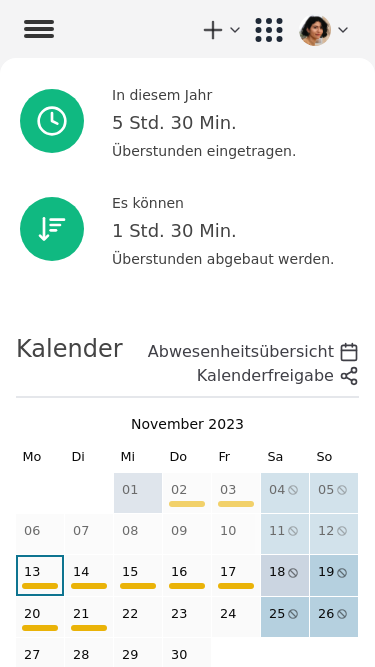 In diesem Jahr
5 Std. 30 Min.
Überstunden eingetragen.
Es können
1 Std. 30 Min.
Überstunden abgebaut werden.
Kalender
Abwesenheitsübersicht
Kalenderfreigabe
November 2023
Mo Di Mi Do Fr Sa So
01 02 03 04 05
06 07 08 09 10 11 12
13 14 15 16 17 18 19
20 21 22 23 24 25 26
27 28 29 30